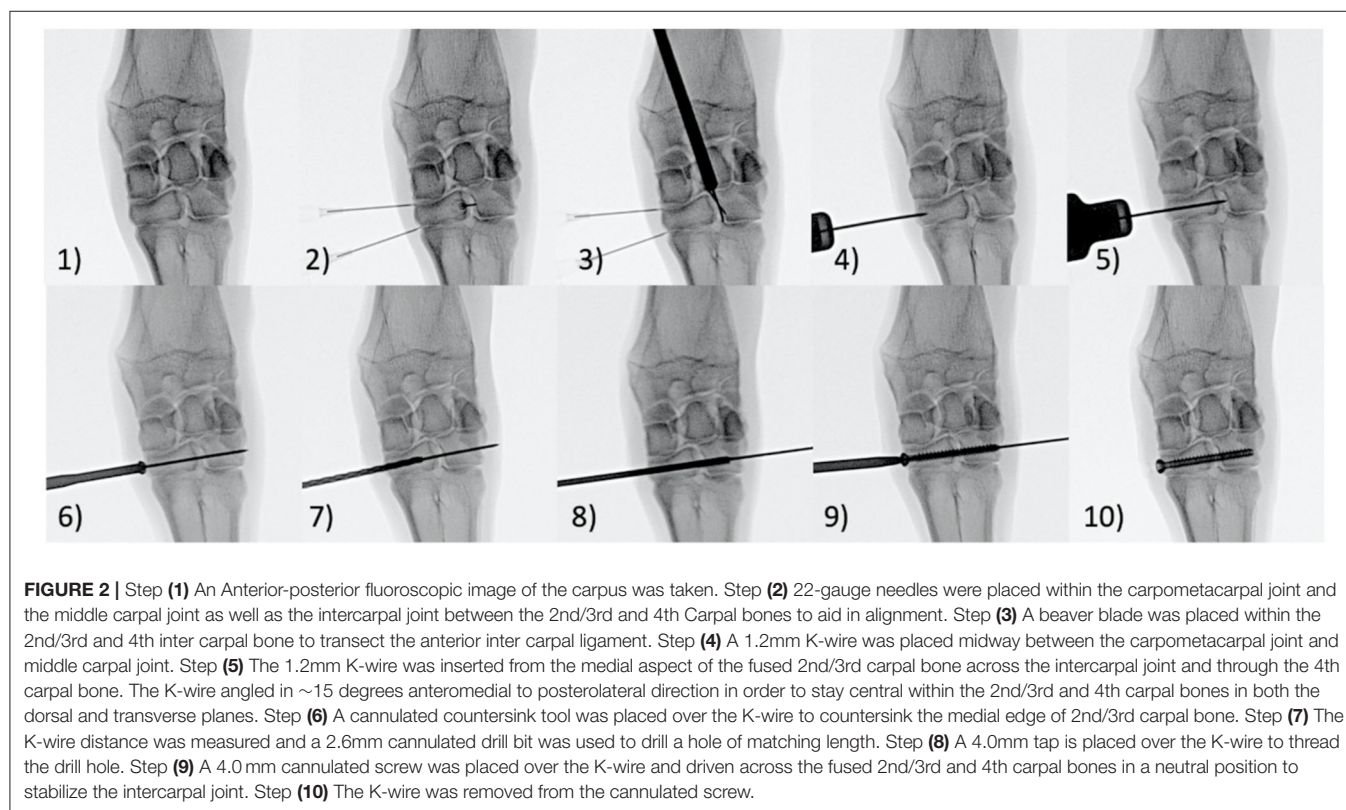 1)
2)
3)
4)
5)
6)
7)
8)
9)
10)
FIGURE 2 | Step (1) An Anterior-posterior fluoroscopic image of the carpus was taken. Step (2) 22-gauge needles were placed within the carpometacarpal joint and
the middle carpal joint as well as the intercarpal joint between the 2nd/3rd and 4th Carpal bones to aid in alignment. Step (3) A beaver blade was placed within the
2nd/3rd and 4th inter carpal bone to transect the anterior inter carpal ligament. Step (4) A 1.2mm K-wire was placed midway between the carpometacarpal joint and
middle carpal joint. Step (5) The 1.2mm K-wire was inserted from the medial aspect of the fused 2nd/3rd carpal bone across the intercarpal joint and through the 4th
carpal bone. The K-wire angled in ~15 degrees anteromedial to posterolateral direction in order to stay central within the 2nd/3rd and 4th carpal bones in both the
dorsal and transverse planes. Step (6) A cannulated countersink tool was placed over the K-wire to countersink the medial edge of 2nd/3rd carpal bone. Step (7) The
K-wire distance was measured and a 2.6mm cannulated drill bit was used to drill a hole of matching length. Step (8) A 4.0mm tap is placed over the K-wire to thread
the drill hole. Step (9) A 4.0 mm cannulated screw was placed over the K-wire and driven across the fused 2nd/3rd and 4th carpal bones in a neutral position to
stabilize the intercarpal joint. Step (10) The K-wire was removed from the cannulated screw.